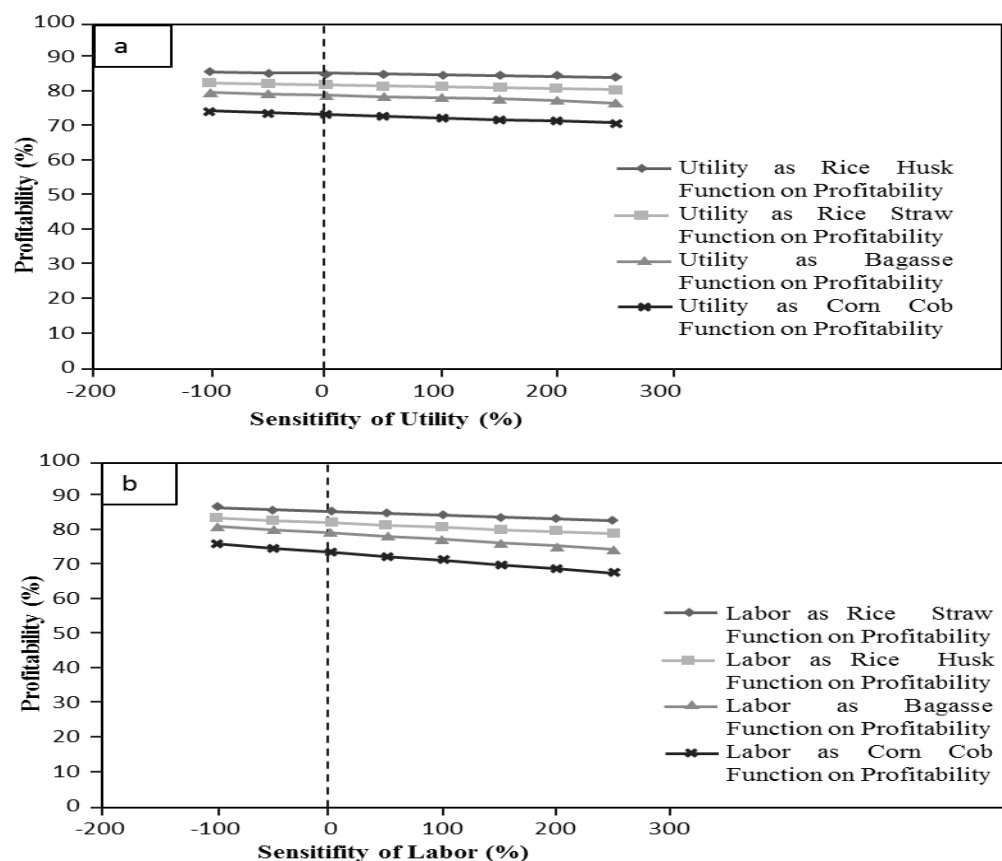 a
100
90
80
70
60
50
40
30
20
10
0
Profitability (%)
-200
-100
0
100
200
300
Sensitifity of Utility (%)
Utility as Rice Husk
Function on Profitability
Utility as Rice Straw
Function on Profitability
Utility as Bagasse
Function on Profitability
Utility as Corn Cob
Function on Profitability
b
100
90
80
70
60
50
40
30
20
10
0
Profitability (%)
-200
-100
0
100
200
300
Sensitifity of Labor (%)
Labor as Rice Straw
Function on Profitability
Labor as Rice Husk
Function on Profitability
Labor as Bagasse
Function on Profitability
Labor as Corn Cob
Function on Profitability